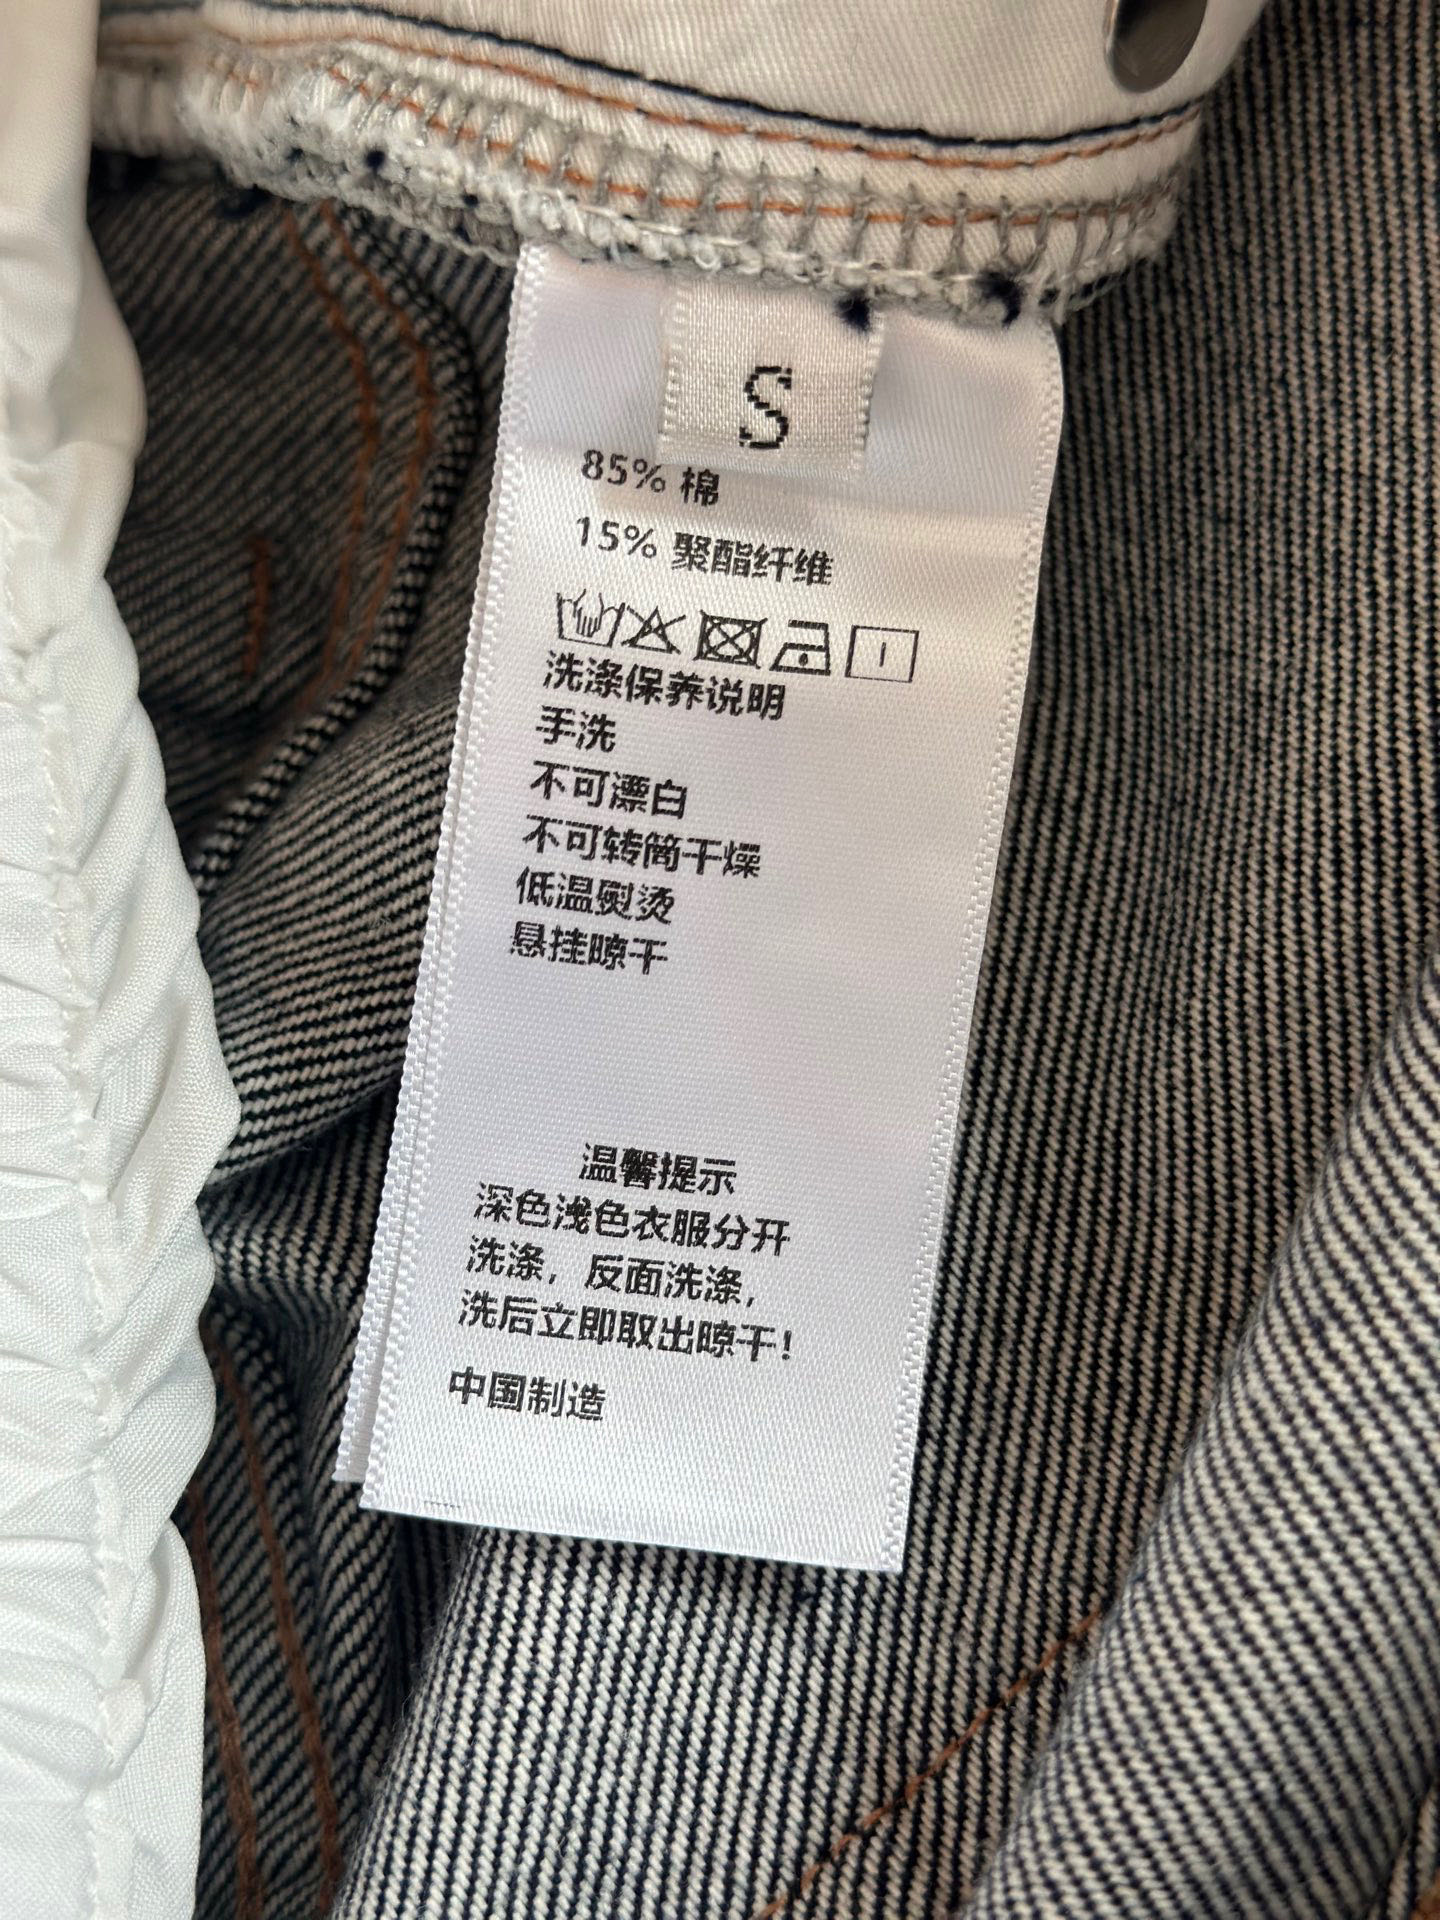 S
85% 棉
15% 聚酯纤维
洗涤保养说明
手洗
不可漂白
不可转筒干燥
低温熨烫
悬挂晾干
温馨提示
深色浅色衣服分开
洗涤，反面洗涤，
洗后立即取出晾干！
中国制造